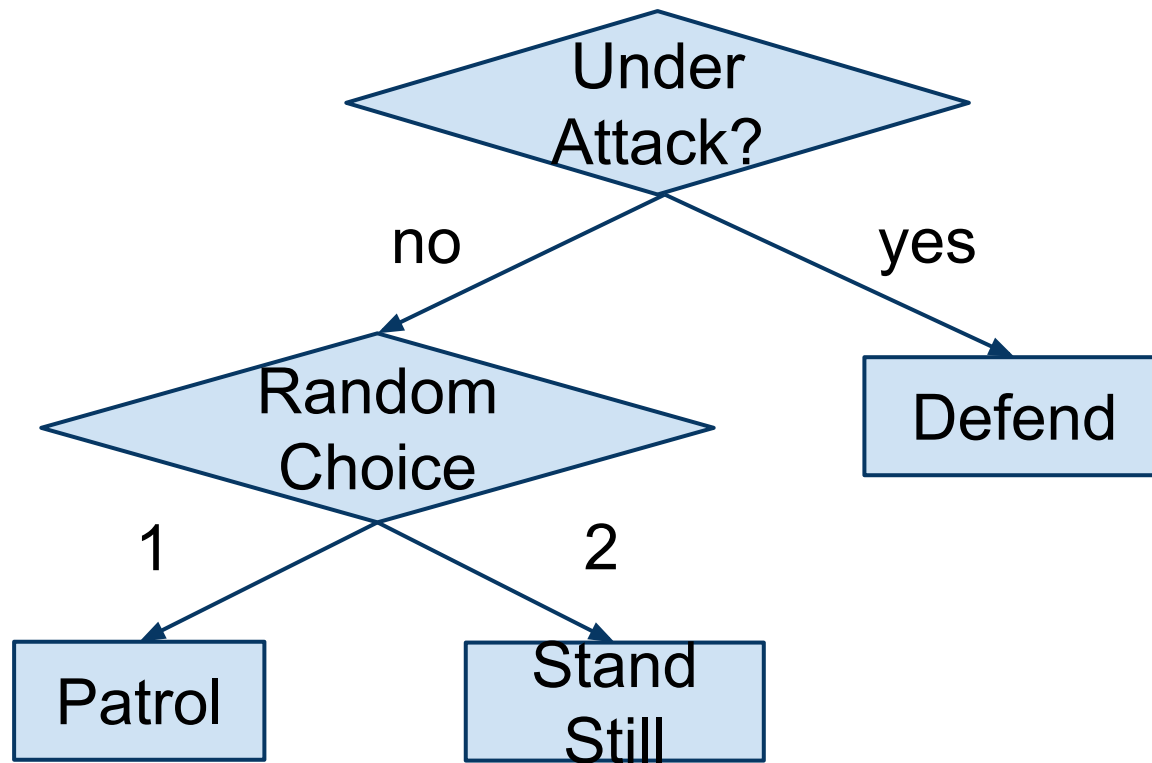 Under
Attack?
no
yes
Random
Choice
Defend
1
2
Patrol
Stand
Still